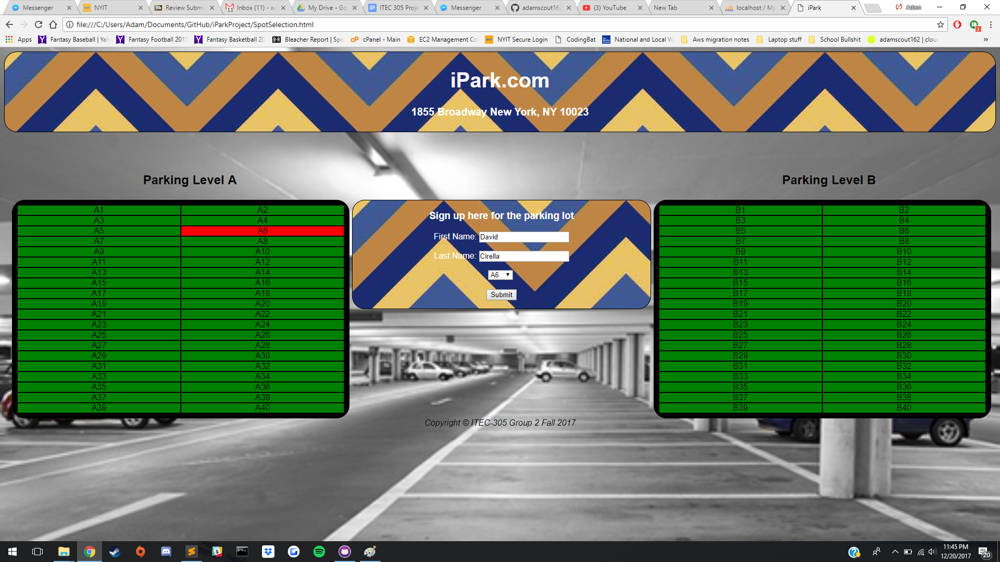 Messenger
NYIT
Review Submi
Inbox (11) - ac
My Drive - Go
ITEC 305 Proje
Messenger
adamscout162
(3) YouTube
New Tab
localhost / My
iPark
Adam
file:///C:/Users/Adam/Documents/GitHub/iParkProject/SpotSelection.html
3
Apps
Fantasy Baseball | Yah
Fantasy Football 2015
Fantasy Basketball 20
Bleacher Report | Spo
cPanel - Main
EC2 Management Co
NYIT Secure Login
CodingBat
National and Local W
Aws migration notes
Laptop stuff
School Bullshit
adamscout162 | clou
iPark.com
1855 Broadway New York, NY 10023
Parking Level A
A1 A2
A3 A4
A5 A6
A7 A8
A9 A10
A11 A12
A13 A14
A15 A16
A17 A18
A19 A20
A21 A22
A23 A24
A25 A26
A27 A28
A29 A30
A31 A32
A33 A34
A35 A36
A37 A38
A39 A40
Sign up here for the parking lot
First Name: David
Last Name: Cirella
A6
Submit
Parking Level B
B1 B2
B3 B4
B5 B6
B7 B8
B9 B10
B11 B12
B13 B14
B15 B16
B17 B18
B19 B20
B21 B22
B23 B24
B25 B26
B27 B28
B29 B30
B31 B32
B33 B34
B35 B36
B37 B38
B39 B40
Copyright © ITEC-305 Group 2 Fall 2017
11:45 PM
12/20/2017
20